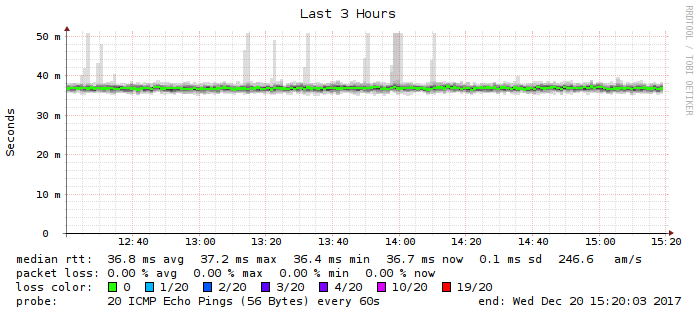 Last 3 Hours
RRDTOOL / TOBI OETIKER
Seconds
50 m
40 m
30 m
20 m
10 m
0
12:40 13:00 13:20 13:40 14:00 14:20 14:40 15:00 15:20
median rtt: 36.8 ms avg 37.2 ms max 36.4 ms min 36.7 ms now 0.1 ms sd 246.6 am/s
packet loss: 0.00 % avg 0.00 % max 0.00 % min 0.00 % now
loss color: 0 1/20 2/20 3/20 4/20 10/20 19/20
probe: 20 ICMP Echo Pings (56 Bytes) every 60s end: Wed Dec 20 15:20:03 2017